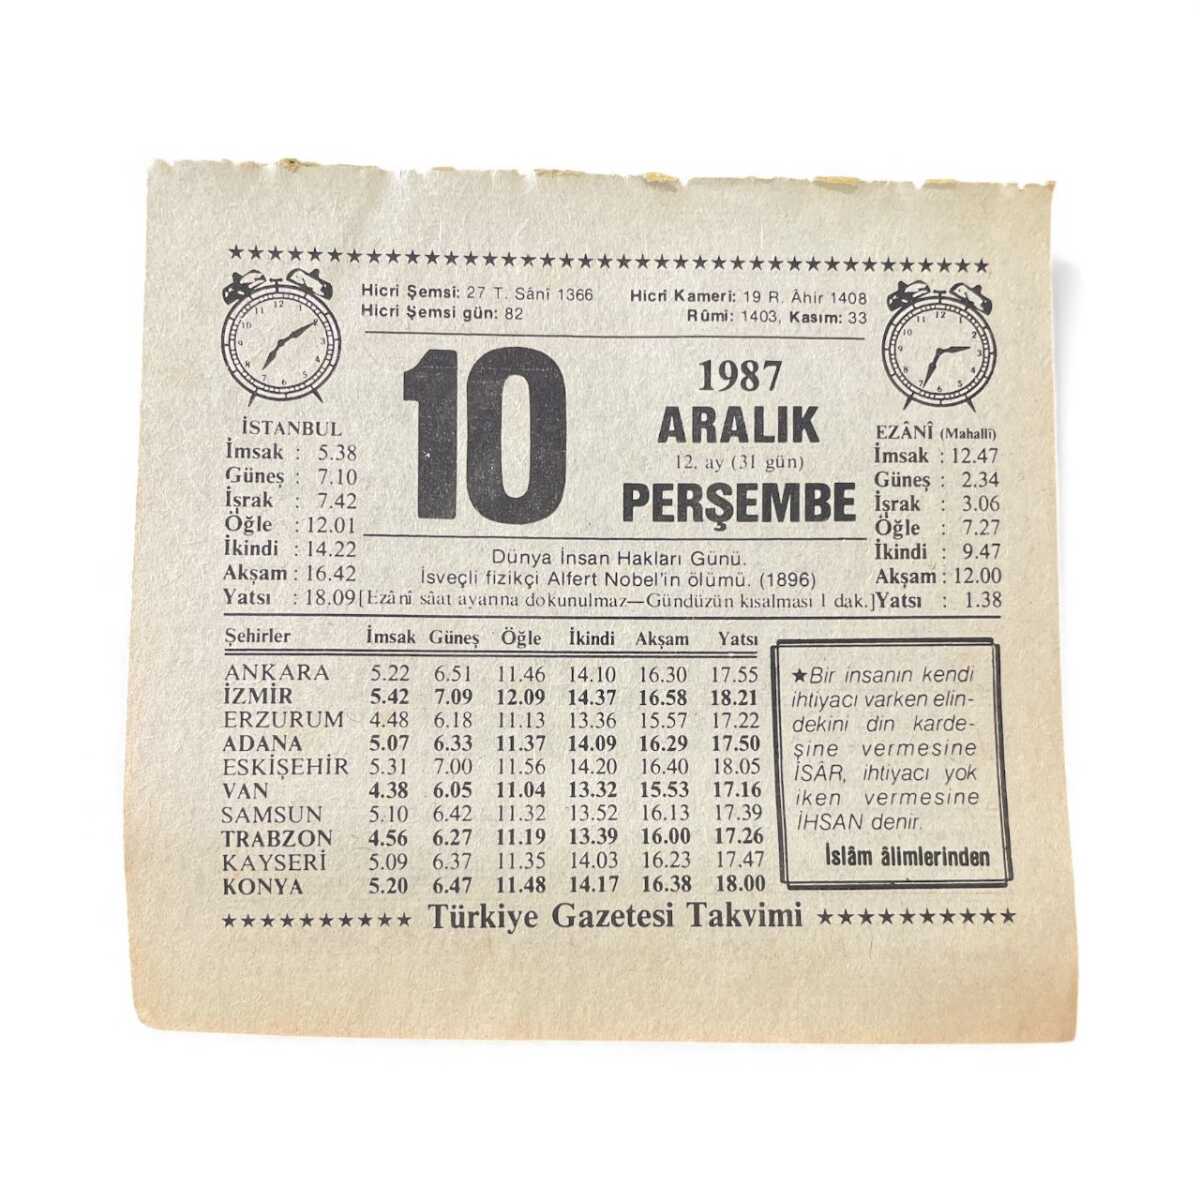 ★★★★★★★★★★★★★★★★★★★★★★★★★★★★★★★★★★★★★★★
Hicrî Şemsî: 27 T. Sânî 1366
Hicrî Şemsi gün: 82
Hicrî Kamerî: 19 R. Âhir 1408
Rûmi: 1403, Kasım: 33
10
1987
ARALIK
12. ay (31 gün)
PERŞEMBE
İSTANBUL
İmsak : 5.38
Güneş : 7.10
İşrak : 7.42
Öğle : 12.01
İkindi : 14.22
Akşam : 16.42
Yatsı : 18.09
EZÂNÎ (Mahallî)
İmsak : 12.47
Güneş : 2.34
İşrak : 3.06
Öğle : 7.27
İkindi : 9.47
Akşam : 12.00
Yatsı : 1.38
Dünya İnsan Hakları Günü.
İsveçli fizikçi Alfert Nobel'in ölümü. (1896)
[Ezânî sâat ayarına dokunulmaz—Gündüzün kısalması 1 dak.]
Şehirler İmsak Güneş Öğle İkindi Akşam Yatsı
ANKARA 5.22 6.51 11.46 14.10 16.30 17.55
İZMİR 5.42 7.09 12.09 14.37 16.58 18.21
ERZURUM 4.48 6.18 11.13 13.36 15.57 17.22
ADANA 5.07 6.33 11.37 14.09 16.29 17.50
ESKİŞEHİR 5.31 7.00 11.56 14.20 16.40 18.05
VAN 4.38 6.05 11.04 13.32 15.53 17.16
SAMSUN 5.10 6.42 11.32 13.52 16.13 17.39
TRABZON 4.56 6.27 11.19 13.39 16.00 17.26
KAYSERİ 5.09 6.37 11.35 14.03 16.23 17.47
KONYA 5.20 6.47 11.48 14.17 16.38 18.00
★Bir insanın kendi
ihtiyacı varken elin-
dekini din karde-
şine vermesine
İSÂR, ihtiyacı yok
iken vermesine
İHSAN denir.
İslâm âlimlerinden
★★★★★★★★★★ Türkiye Gazetesi Takvimi ★★★★★★★★★★